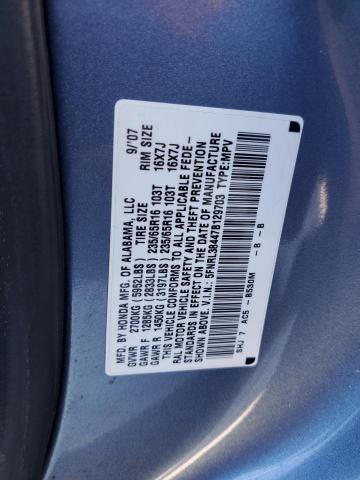 MFD. BY HONDA MFG. OF ALABAMA, LLC 9/'07
TIRE SIZE RIM SIZE
GVWR 2700KG (5952LBS)
GAWR F 1285KG (2833LBS) 235/65R16 103T 16X7J
GAWR R 1450KG (3197LBS) 235/65R16 103T 16X7J
THIS VEHICLE CONFORMS TO ALL APPLICABLE FEDE-
RAL MOTOR VEHICLE SAFETY AND THEFT PREVENTION
STANDARDS IN EFFECT ON THE DATE OF MANUFACTURE
SHOWN ABOVE. V.I.N.: 5FNRL38447B129703 TYPE:MPV
SHJ 7 AC5 - B530M - B - B